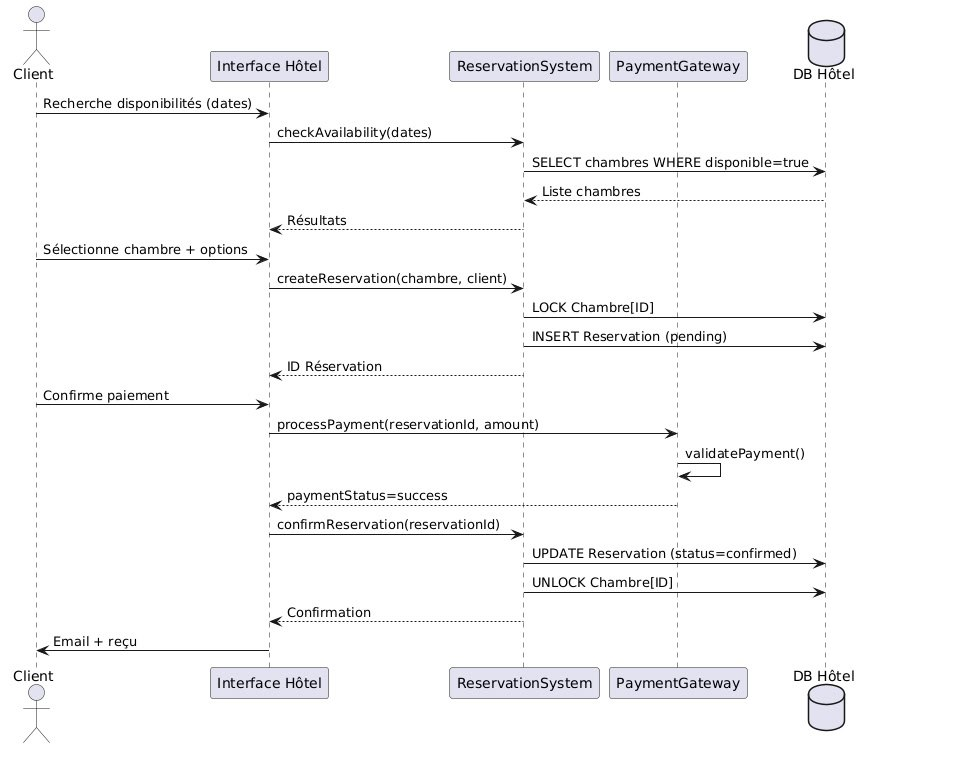 Client
Interface Hôtel
ReservationSystem
PaymentGateway
DB Hôtel
Recherche disponibilités (dates)
checkAvailability(dates)
SELECT chambres WHERE disponible=true
Liste chambres
Résultats
Sélectionne chambre + options
createReservation(chambre, client)
LOCK Chambre[ID]
INSERT Reservation (pending)
ID Réservation
Confirme paiement
processPayment(reservationId, amount)
validatePayment()
paymentStatus=success
confirmReservation(reservationId)
UPDATE Reservation (status=confirmed)
UNLOCK Chambre[ID]
Confirmation
Email + reçu
Client
Interface Hôtel
ReservationSystem
PaymentGateway
DB Hôtel